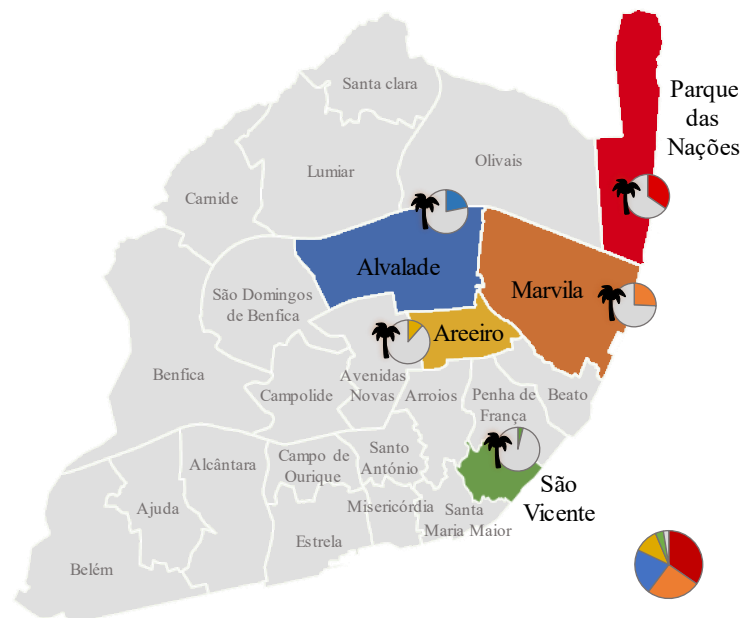 Santa clara
Parque
das
Nações
Lumiar
Olivais
Carnide
Alvalade
Marvila
São Domingos
de Benfica
Areeiro
Benfica
Avenidas
Novas
Campolide
Arroios
Penha de
França
Beato
Alcântara
Campo de
Ourique
Santo
António
São
Vicente
Ajuda
Misericórdia
Santa
Maria Maior
Estrela
Belém